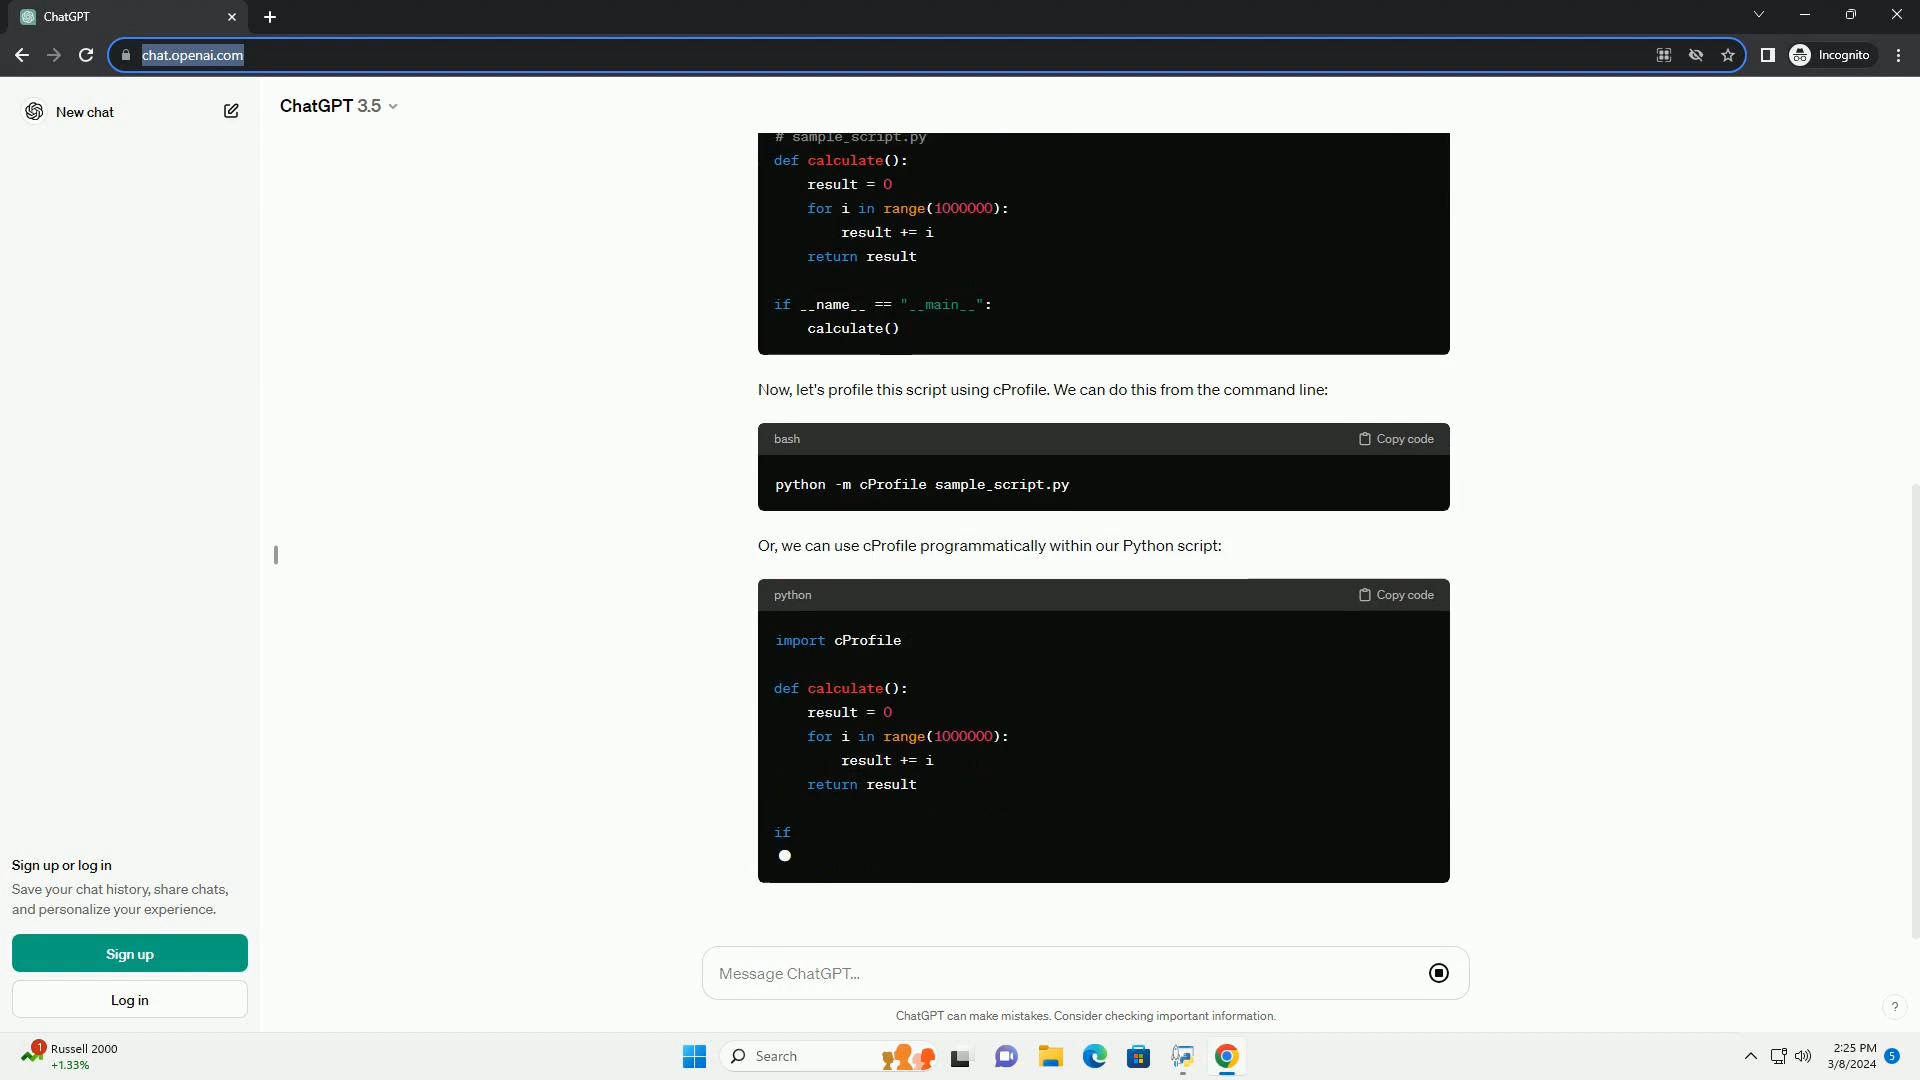 ChatGPT
chat.openai.com
Incognito
New chat
ChatGPT 3.5
# sample_script.py
def calculate():
    result = 0
    for i in range(1000000):
        result += i
    return result
if __name__ == "__main__":
    calculate()
Now, let's profile this script using cProfile. We can do this from the command line:
bash
Copy code
python -m cProfile sample_script.py
Or, we can use cProfile programmatically within our Python script:
python
Copy code
import cProfile
def calculate():
    result = 0
    for i in range(1000000):
        result += i
    return result
if
Sign up or log in
Save your chat history, share chats,
and personalize your experience.
Sign up
Log in
Message ChatGPT...
ChatGPT can make mistakes. Consider checking important information.
?
1
Russell 2000
+1.33%
Search
2:25 PM
3/8/2024
5